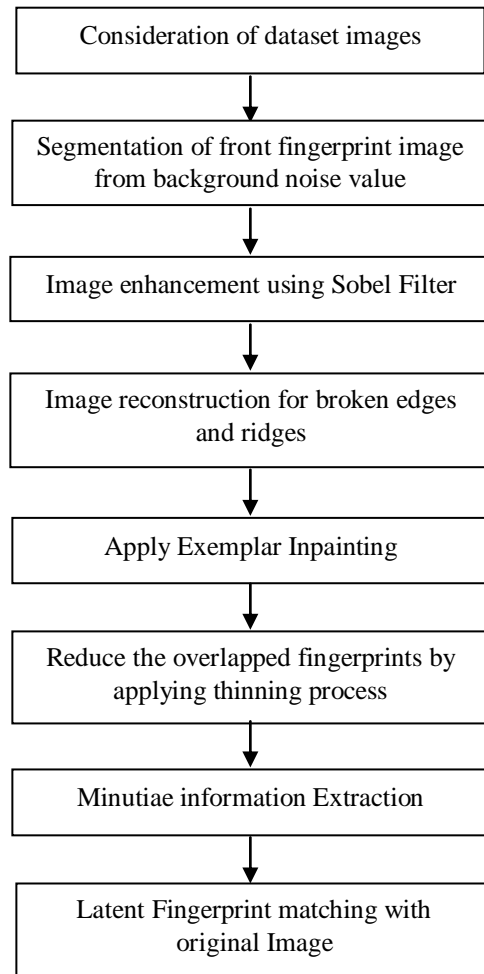 Consideration of dataset images
Segmentation of front fingerprint image
from background noise value
Image enhancement using Sobel Filter
Image reconstruction for broken edges
and ridges
Apply Exemplar Inpainting
Reduce the overlapped fingerprints by
applying thinning process
Minutiae information Extraction
Latent Fingerprint matching with
original Image